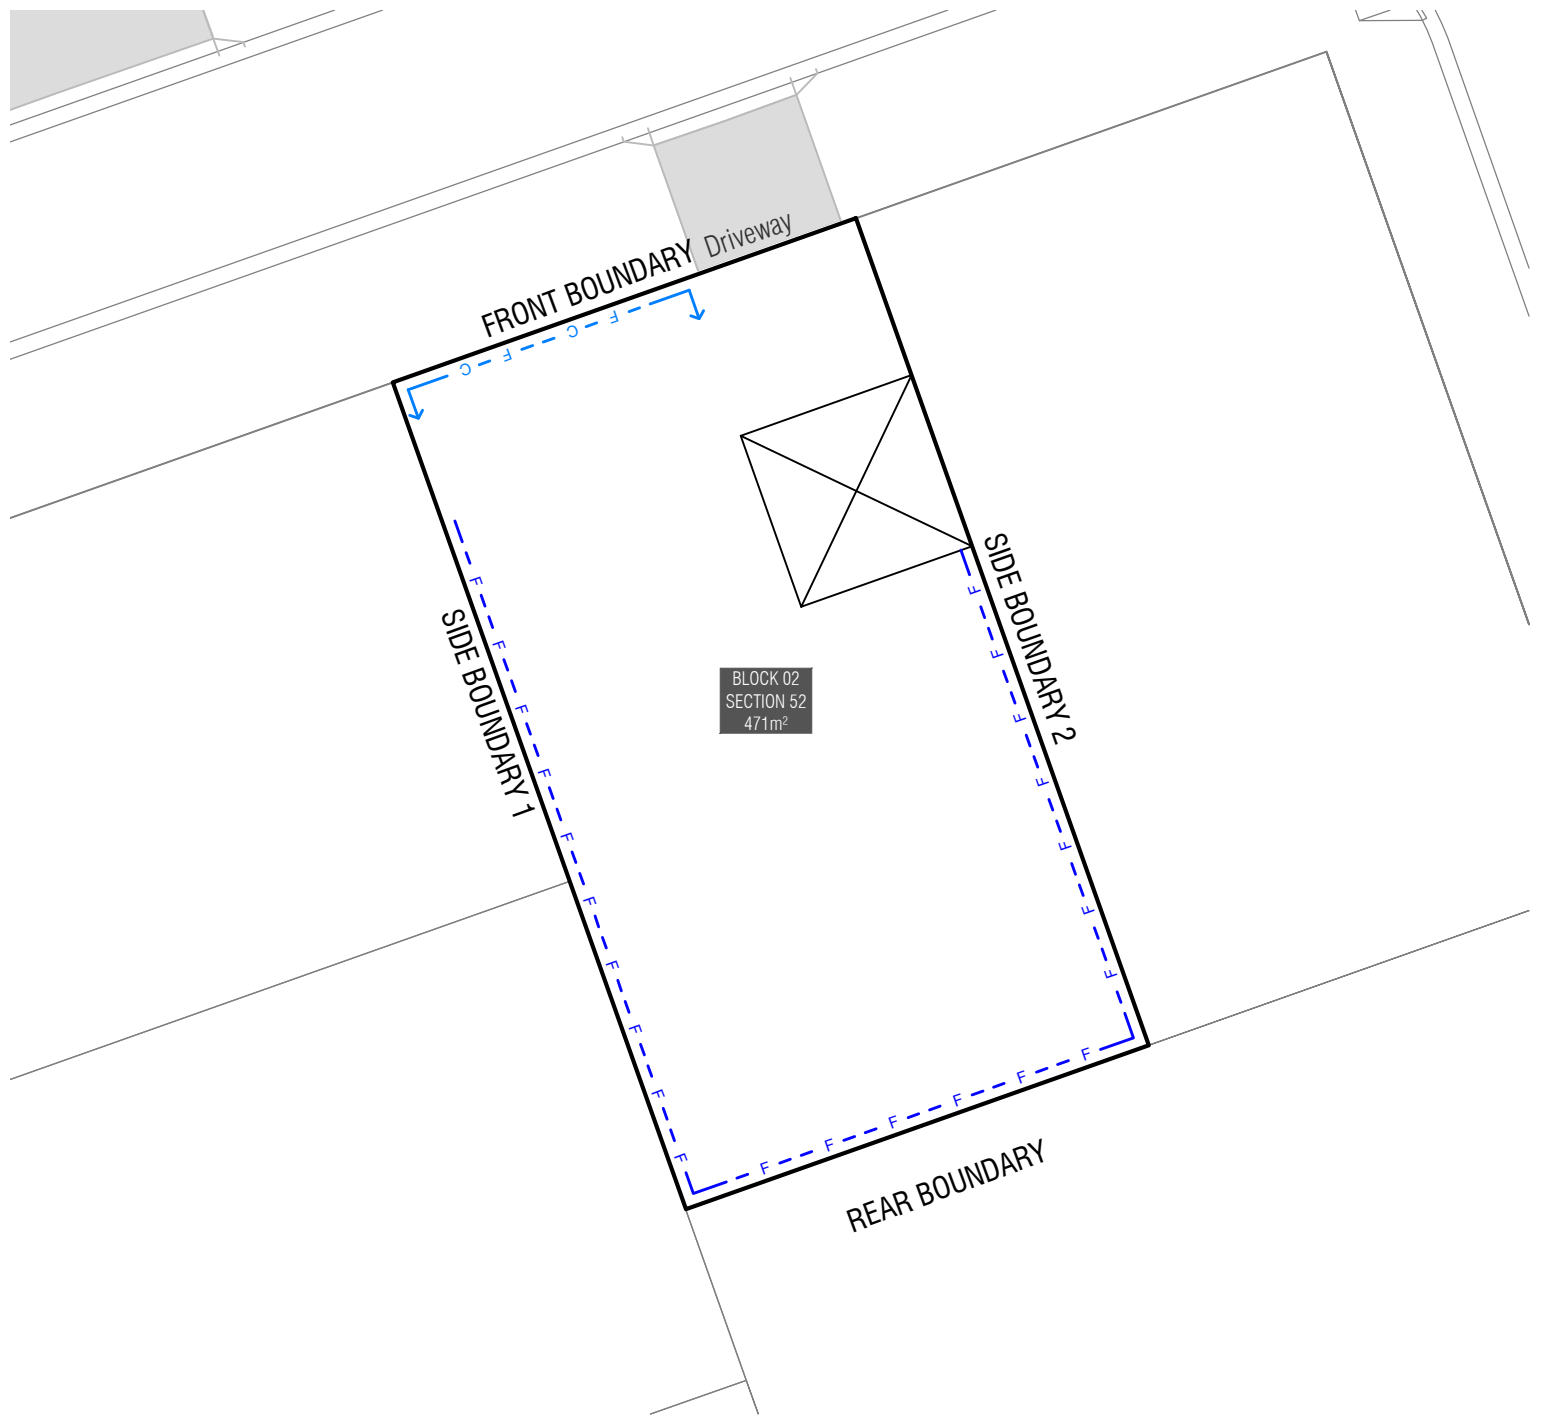 Driveway
FRONT BOUNDARY
C F C F
SIDE BOUNDARY 1
SIDE BOUNDARY 2
BLOCK 02
SECTION 52
471m²
F F F F F F F F F F
F F F F F F F
F F F F F F
REAR BOUNDARY